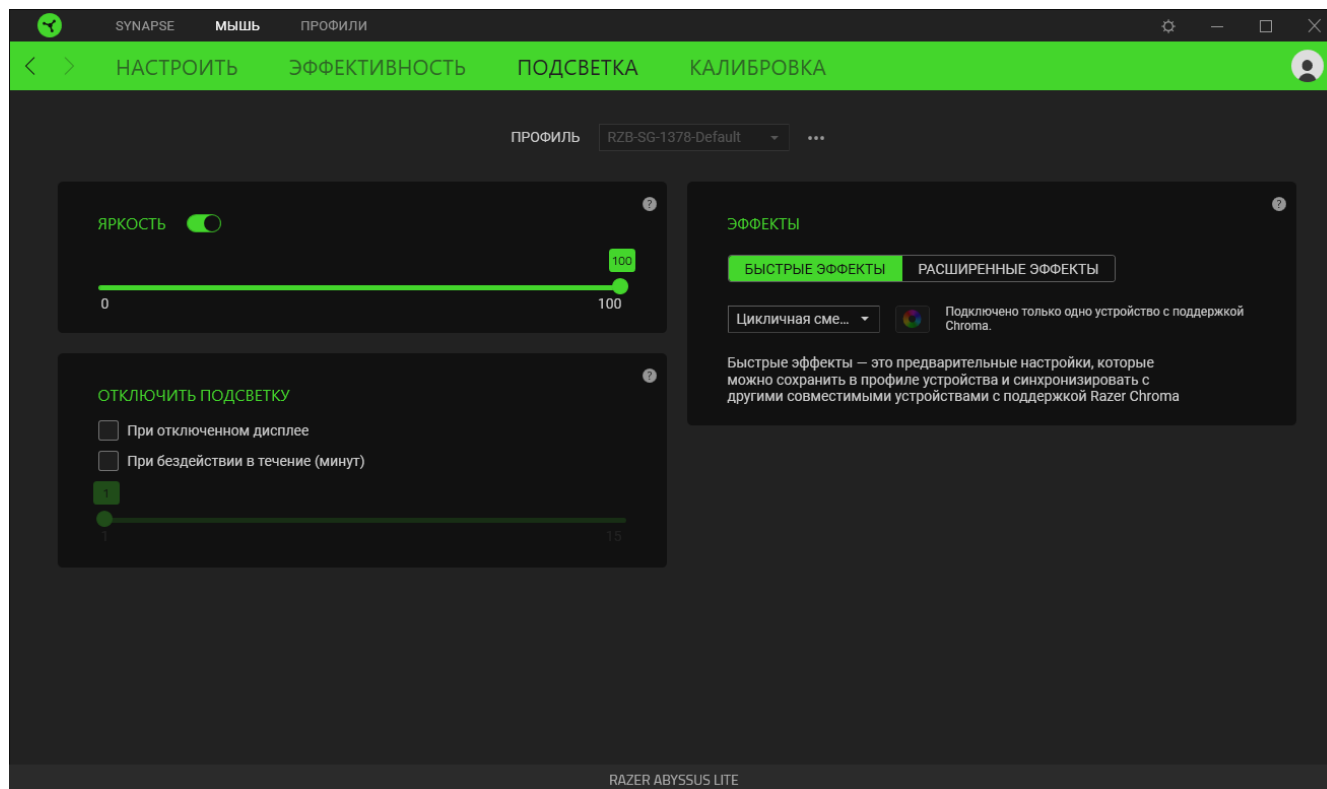 SYNAPSE МЫШЬ ПРОФИЛИ
НАСТРОИТЬ ЭФФЕКТИВНОСТЬ ПОДСВЕТКА КАЛИБРОВКА
ПРОФИЛЬ RZB-SG-1378-Default
ЯРКОСТЬ
100
0 100
ОТКЛЮЧИТЬ ПОДСВЕТКУ
При отключенном дисплее
При бездействии в течение (минут)
1
1 15
ЭФФЕКТЫ
БЫСТРЫЕ ЭФФЕКТЫ РАСШИРЕННЫЕ ЭФФЕКТЫ
Цикличная сме...
Подключено только одно устройство с поддержкой
Chroma.
Быстрые эффекты — это предварительные настройки, которые
можно сохранить в профиле устройства и синхронизировать с
другими совместимыми устройствами с поддержкой Razer Chroma
RAZER ABYSSUS LITE